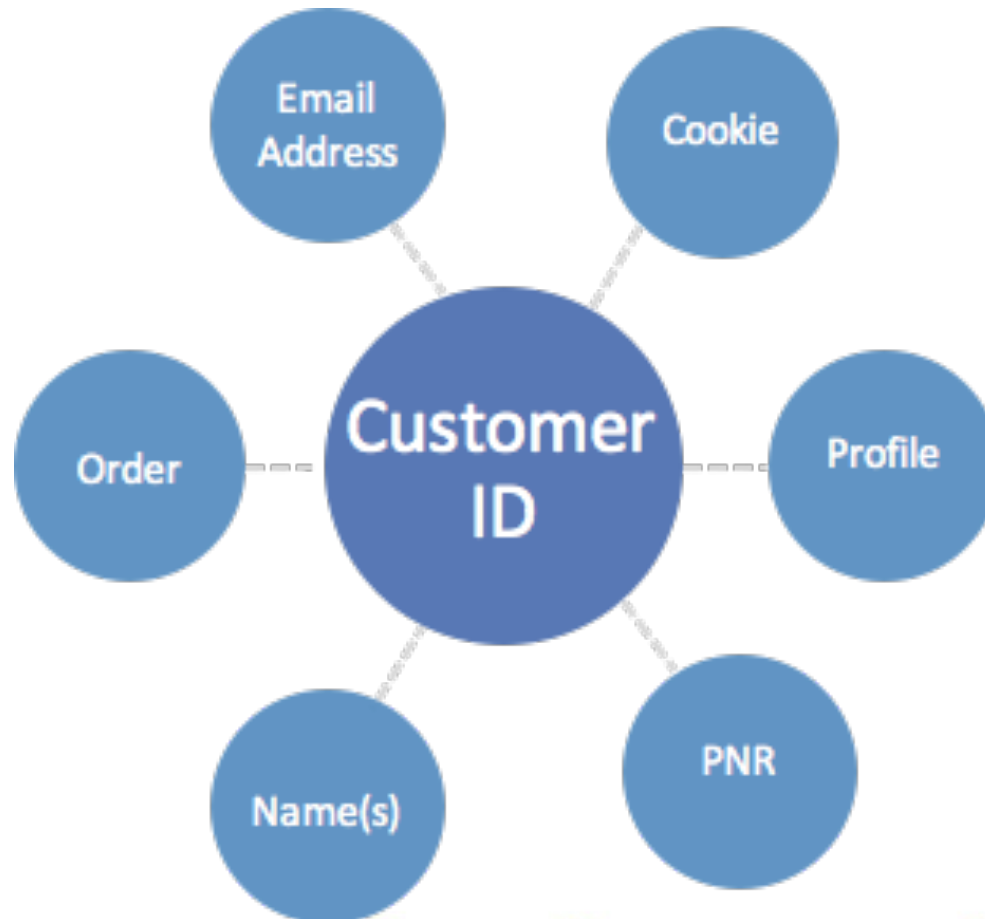 Email
Address
Cookie
Customer
ID
Order
Profile
Name(s)
PNR